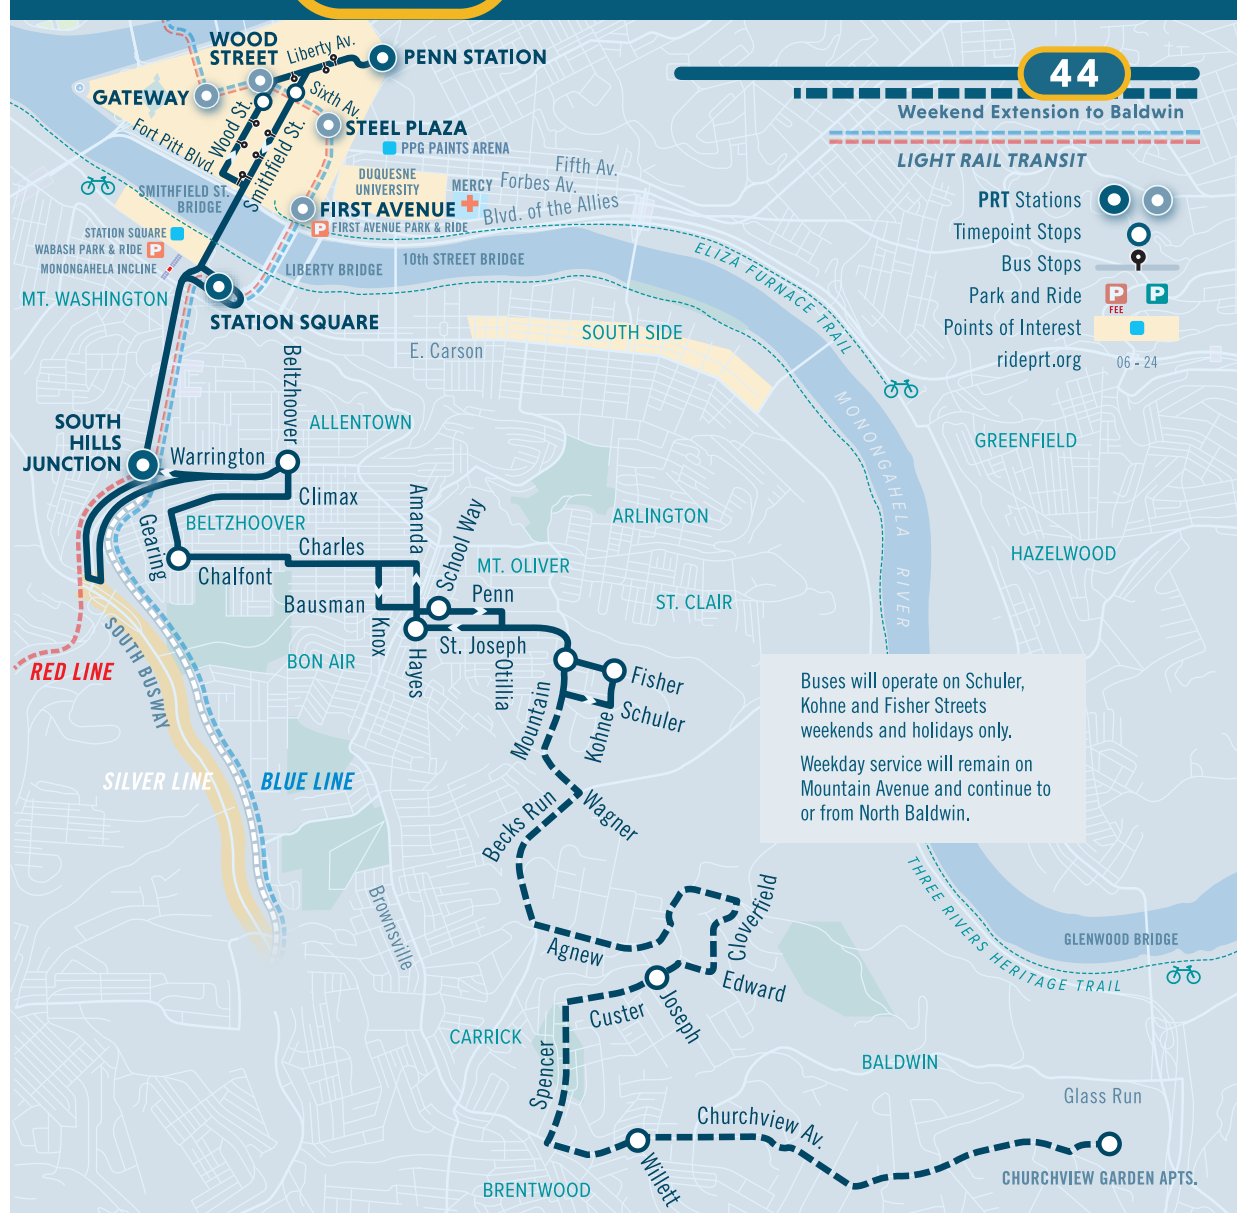 WOOD
STREET
Liberty Av.
PENN STATION
GATEWAY
Wood St.
Sixth Av.
Fort Pitt Blvd.
Smithfield St.
STEEL PLAZA
PPG PAINTS ARENA
SMITHFIELD ST.
BRIDGE
DUQUESNE
UNIVERSITY
MERCY
Fifth Av.
Forbes Av.
Blvd. of the Allies
FIRST AVENUE
P FIRST AVENUE PARK & RIDE
STATION SQUARE
WABASH PARK & RIDE P
MONONGAHELA INCLINE
LIBERTY BRIDGE
10th STREET BRIDGE
MT. WASHINGTON
STATION SQUARE
44
Weekend Extension to Baldwin
LIGHT RAIL TRANSIT
PRT Stations
Timepoint Stops
Bus Stops
Park and Ride P P
FEE
Points of Interest
rideprt.org 06 - 24
ELIZA FURNACE TRAIL
SOUTH SIDE
E. Carson
MONONGAHELA RIVER
GREENFIELD
HAZELWOOD
Beltzhoover
ALLENTOWN
SOUTH
HILLS
JUNCTION
Warrington
Climax
Gearing
BELTZHOOVER
Charles
Chalfont
Amanda
School Way
ARLINGTON
MT. OLIVER
Penn
ST. CLAIR
Bausman
Knox
St. Joseph
BON AIR
Hayes
Otillia
Fisher
Schuler
Mountain
Kohne
RED LINE
SOUTH BUSWAY
SILVER LINE
BLUE LINE
Buses will operate on Schuler,
Kohne and Fisher Streets
weekends and holidays only.
Weekday service will remain on
Mountain Avenue and continue to
or from North Baldwin.
Becks Run
Wagner
Brownsville
Agnew
Cloverfield
Edward
THREE RIVERS HERITAGE TRAIL
GLENWOOD BRIDGE
Custer
Joseph
CARRICK
Spencer
BALDWIN
Glass Run
Churchview Av.
Willett
CHURCHVIEW GARDEN APTS.
BRENTWOOD